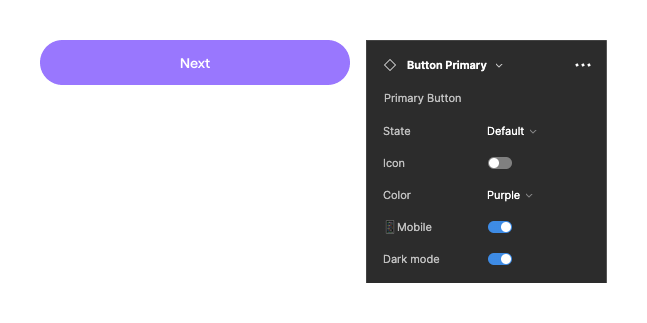 Next
Button Primary
Primary Button
State Default
Icon
Color Purple
Mobile
Dark mode